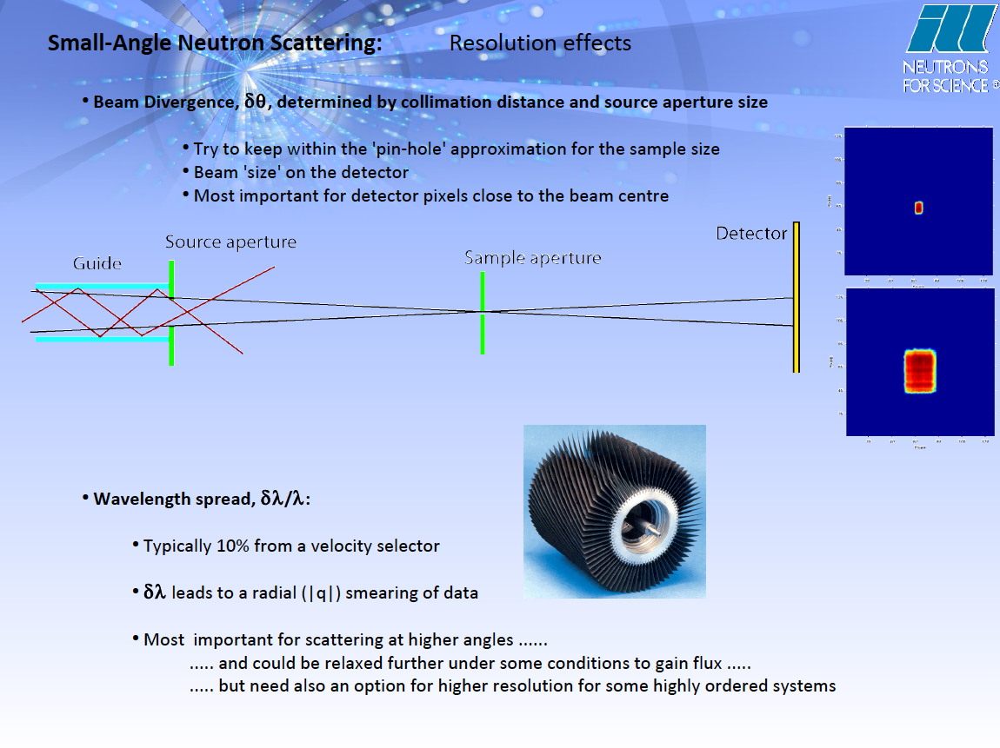 Small-Angle Neutron Scattering: Resolution effects
NEUTRONS
FOR SCIENCE ®
• Beam Divergence, δθ, determined by collimation distance and source aperture size
• Try to keep within the 'pin-hole' approximation for the sample size
• Beam 'size' on the detector
• Most important for detector pixels close to the beam centre
Source aperture
Guide
Sample aperture
Detector
• Wavelength spread, δλ/λ:
• Typically 10% from a velocity selector
• δλ leads to a radial (|q|) smearing of data
• Most important for scattering at higher angles ......
..... and could be relaxed further under some conditions to gain flux .....
..... but need also an option for higher resolution for some highly ordered systems